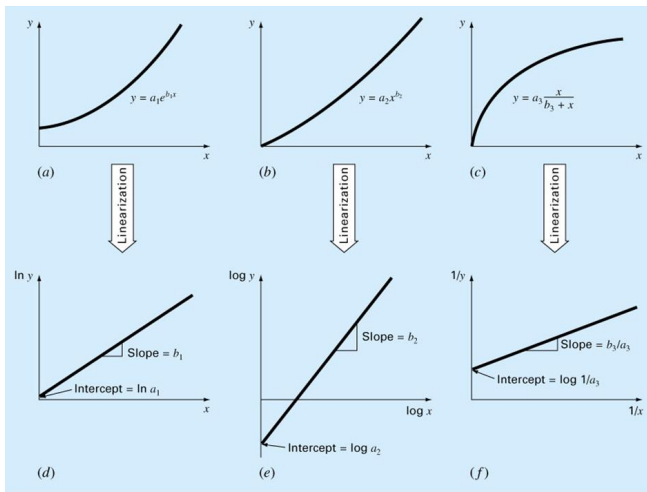 y
y
y
y = a₁e^{b₁x}
y = a₂x^{b₂}
y = a₃ x / (b₃ + x)
x
x
x
(a)
(b)
(c)
Linearization
Linearization
Linearization
ln y
log y
1/y
Slope = b₁
Slope = b₂
Slope = b₃/a₃
Intercept = ln a₁
Intercept = log 1/a₃
x
log x
1/x
Intercept = log a₂
(d)
(e)
(f)